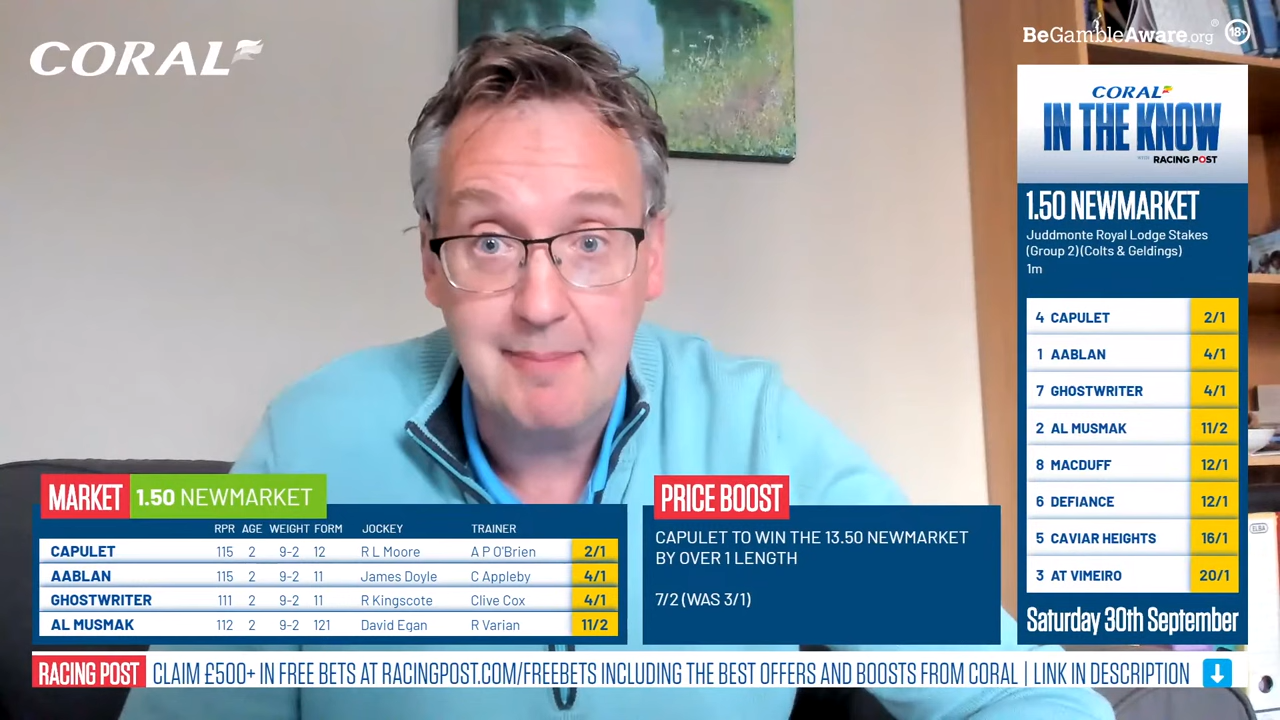 CORAL
BeGambleAware.org® 18+
CORAL
IN THE KNOW
WITH RACING POST
1.50 NEWMARKET
Juddmonte Royal Lodge Stakes
(Group 2) (Colts & Geldings)
1m
4 CAPULET 2/1
1 AABLAN 4/1
7 GHOSTWRITER 4/1
2 AL MUSMAK 11/2
8 MACDUFF 12/1
6 DEFIANCE 12/1
5 CAVIAR HEIGHTS 16/1
3 AT VIMEIRO 20/1
Saturday 30th September
MARKET 1.50 NEWMARKET
RPR AGE WEIGHT FORM JOCKEY TRAINER
CAPULET 115 2 9-2 12 R L Moore A P O'Brien 2/1
AABLAN 115 2 9-2 11 James Doyle C Appleby 4/1
GHOSTWRITER 111 2 9-2 11 R Kingscote Clive Cox 4/1
AL MUSMAK 112 2 9-2 121 David Egan R Varian 11/2
PRICE BOOST
CAPULET TO WIN THE 13.50 NEWMARKET
BY OVER 1 LENGTH
7/2 (WAS 3/1)
RACING POST CLAIM £500+ IN FREE BETS AT RACINGPOST.COM/FREEBETS INCLUDING THE BEST OFFERS AND BOOSTS FROM CORAL | LINK IN DESCRIPTION